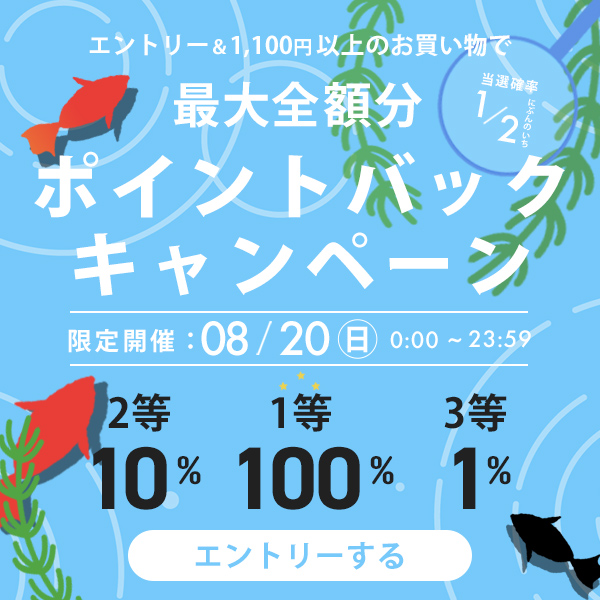 エントリー&1,100円以上のお買い物で
最大全額分
当選確率
1/2
にぶんのいち
ポイントバック
キャンペーン
限定開催:08/20(日) 0:00~23:59
2等
10%
1等
100%
3等
1%
エントリーする